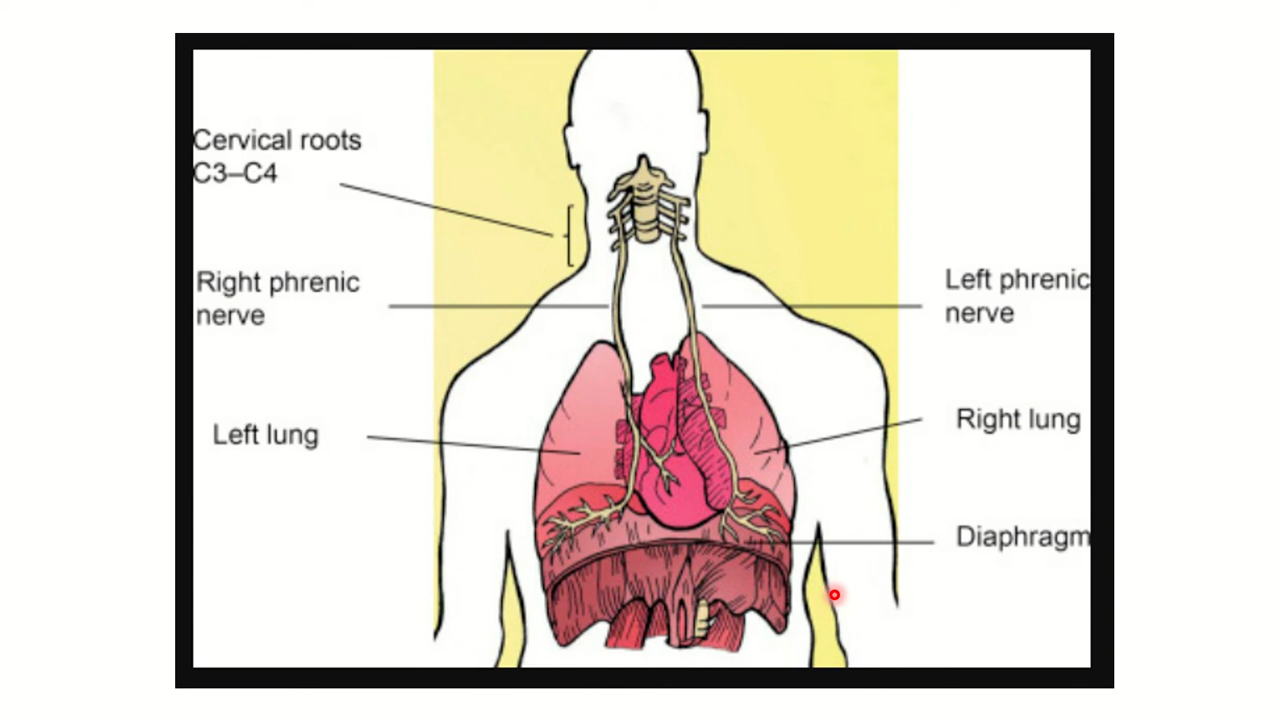 Cervical roots
C3–C4
Right phrenic
nerve
Left phrenic
nerve
Left lung
Right lung
Diaphragm